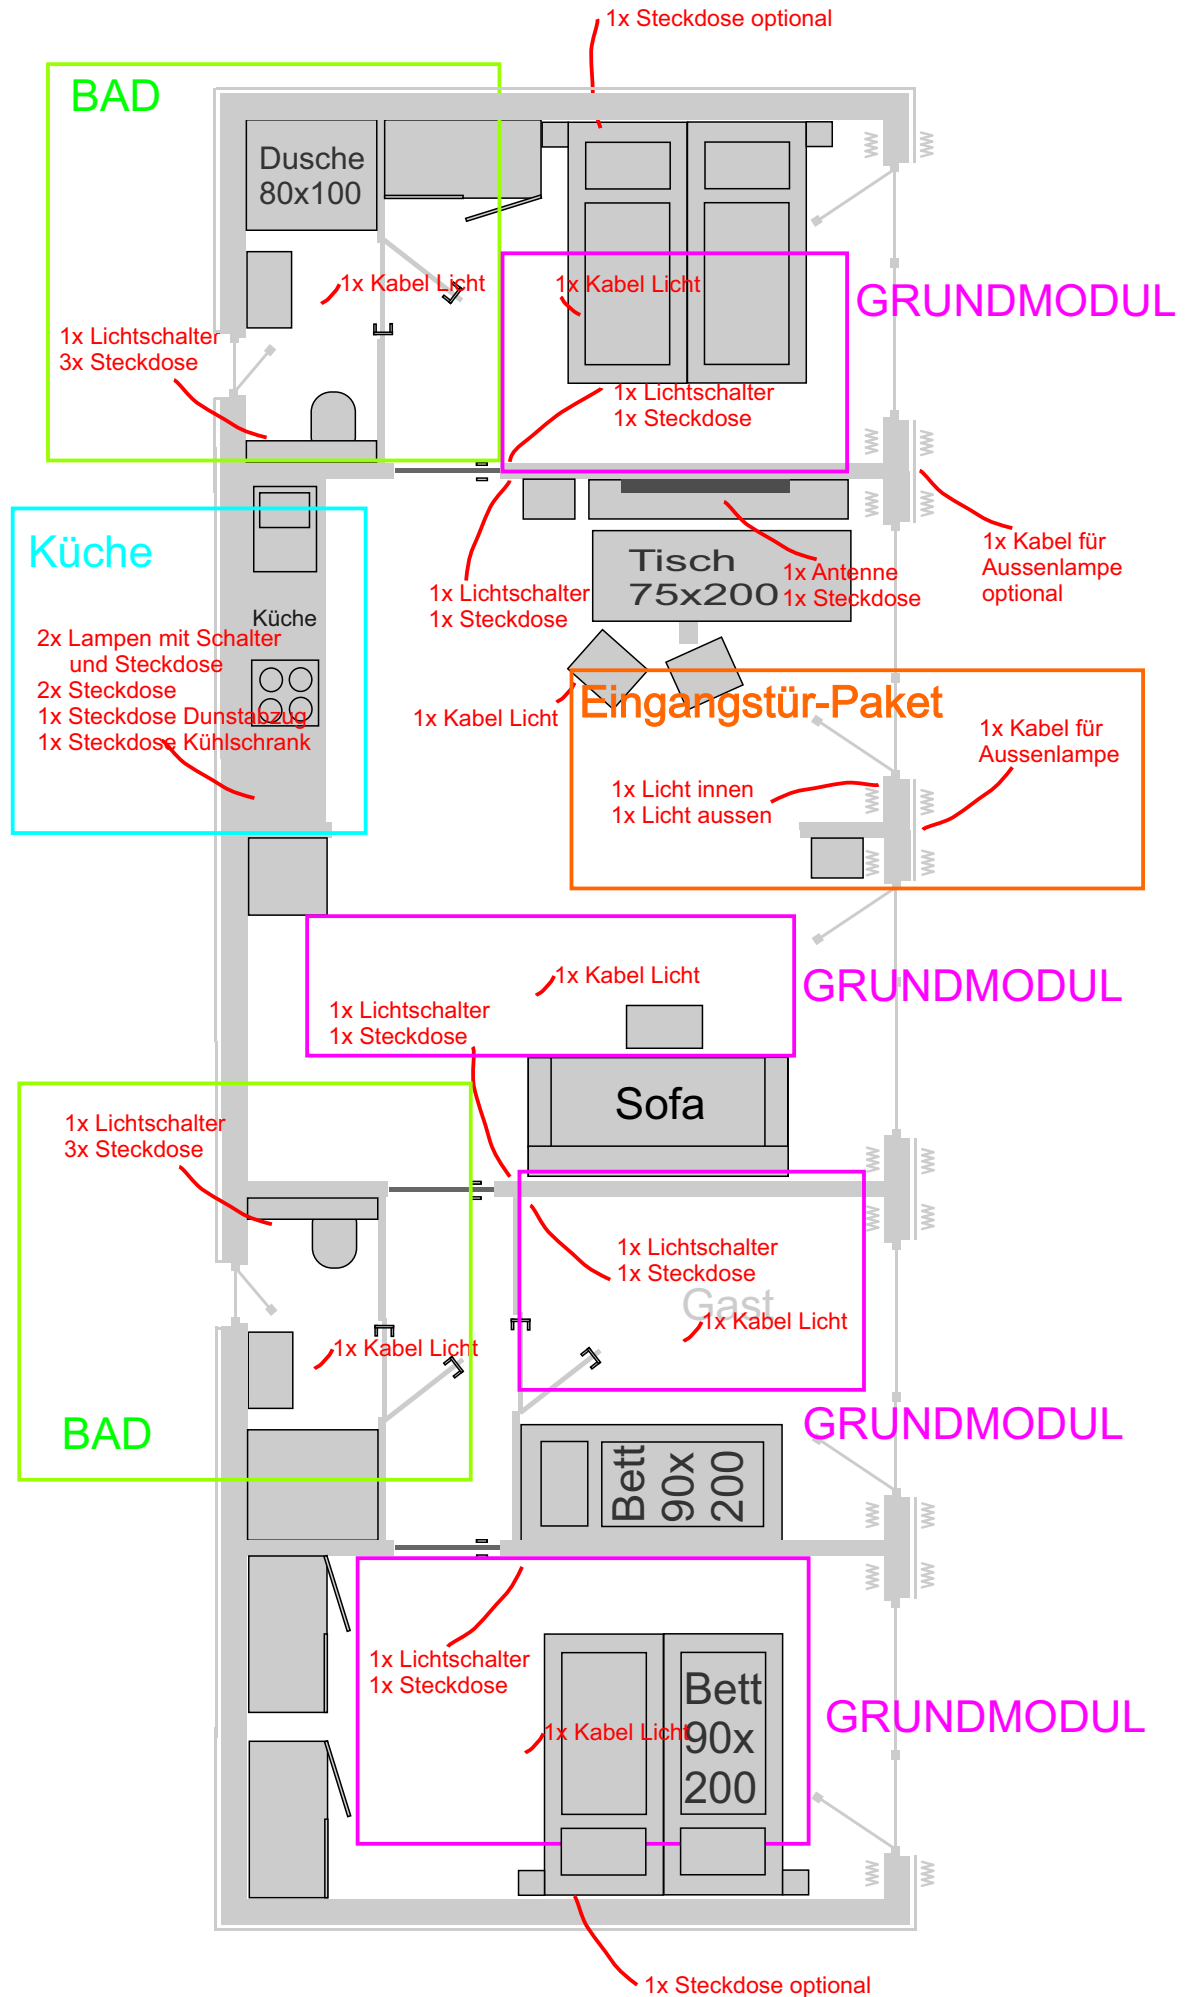 1x Steckdose optional
BAD
Dusche
80x100
1x Kabel Licht
1x Kabel Licht
GRUNDMODUL
1x Lichtschalter
3x Steckdose
1x Lichtschalter
1x Steckdose
Küche
Tisch
75x200
1x Kabel für
Aussenlampe
optional
1x Antenne
1x Steckdose
1x Lichtschalter
1x Steckdose
Küche
2x Lampen mit Schalter
und Steckdose
2x Steckdose
1x Steckdose Dunstabzug
1x Steckdose Kühlschrank
1x Kabel Licht
Eingangstür-Paket
1x Kabel für
Aussenlampe
1x Licht innen
1x Licht aussen
1x Kabel Licht
GRUNDMODUL
1x Lichtschalter
1x Steckdose
Sofa
1x Lichtschalter
3x Steckdose
1x Lichtschalter
1x Steckdose
Gast
1x Kabel Licht
1x Kabel Licht
BAD
GRUNDMODUL
Bett
90x
200
1x Lichtschalter
1x Steckdose
Bett
90x
200
1x Kabel Licht
GRUNDMODUL
1x Steckdose optional